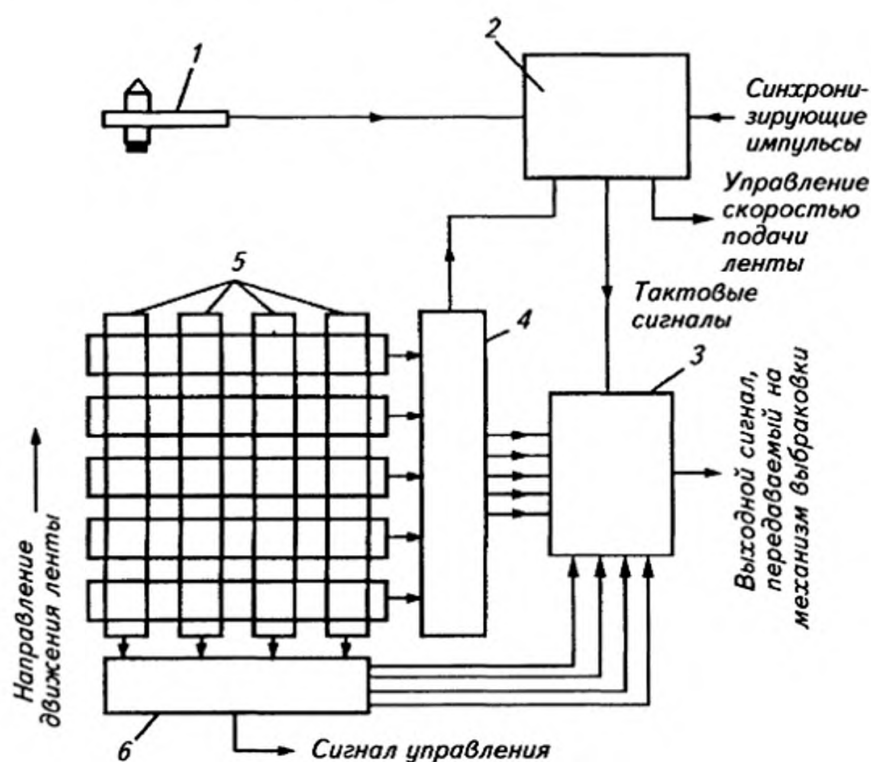 1
2
Синхрони-
зирующие
импульсы
Управление
скоростью
подачи
ленты
Тактовые
сигналы
5
4
3
Выходной сигнал,
передаваемый на
механизм выбраковки
Направление
движения ленты
6
Сигнал управления